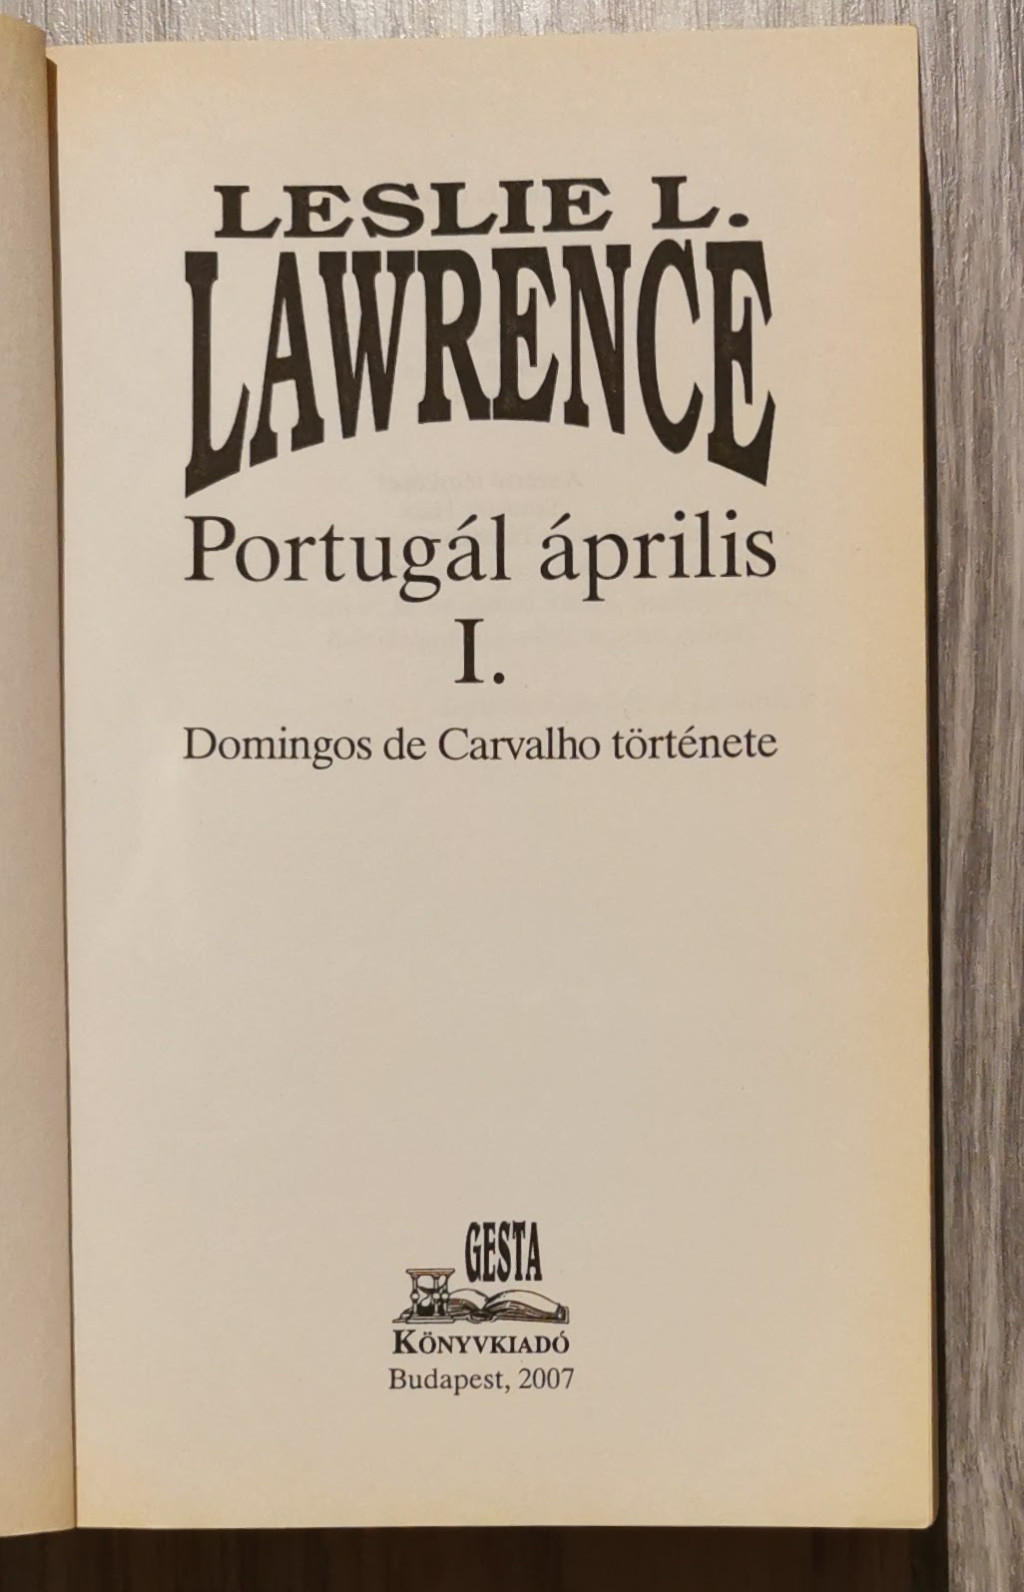 LESLIE L.
LAWRENCE
Portugál április
I.
Domingos de Carvalho története
GESTA
KÖNYVKIADÓ
Budapest, 2007